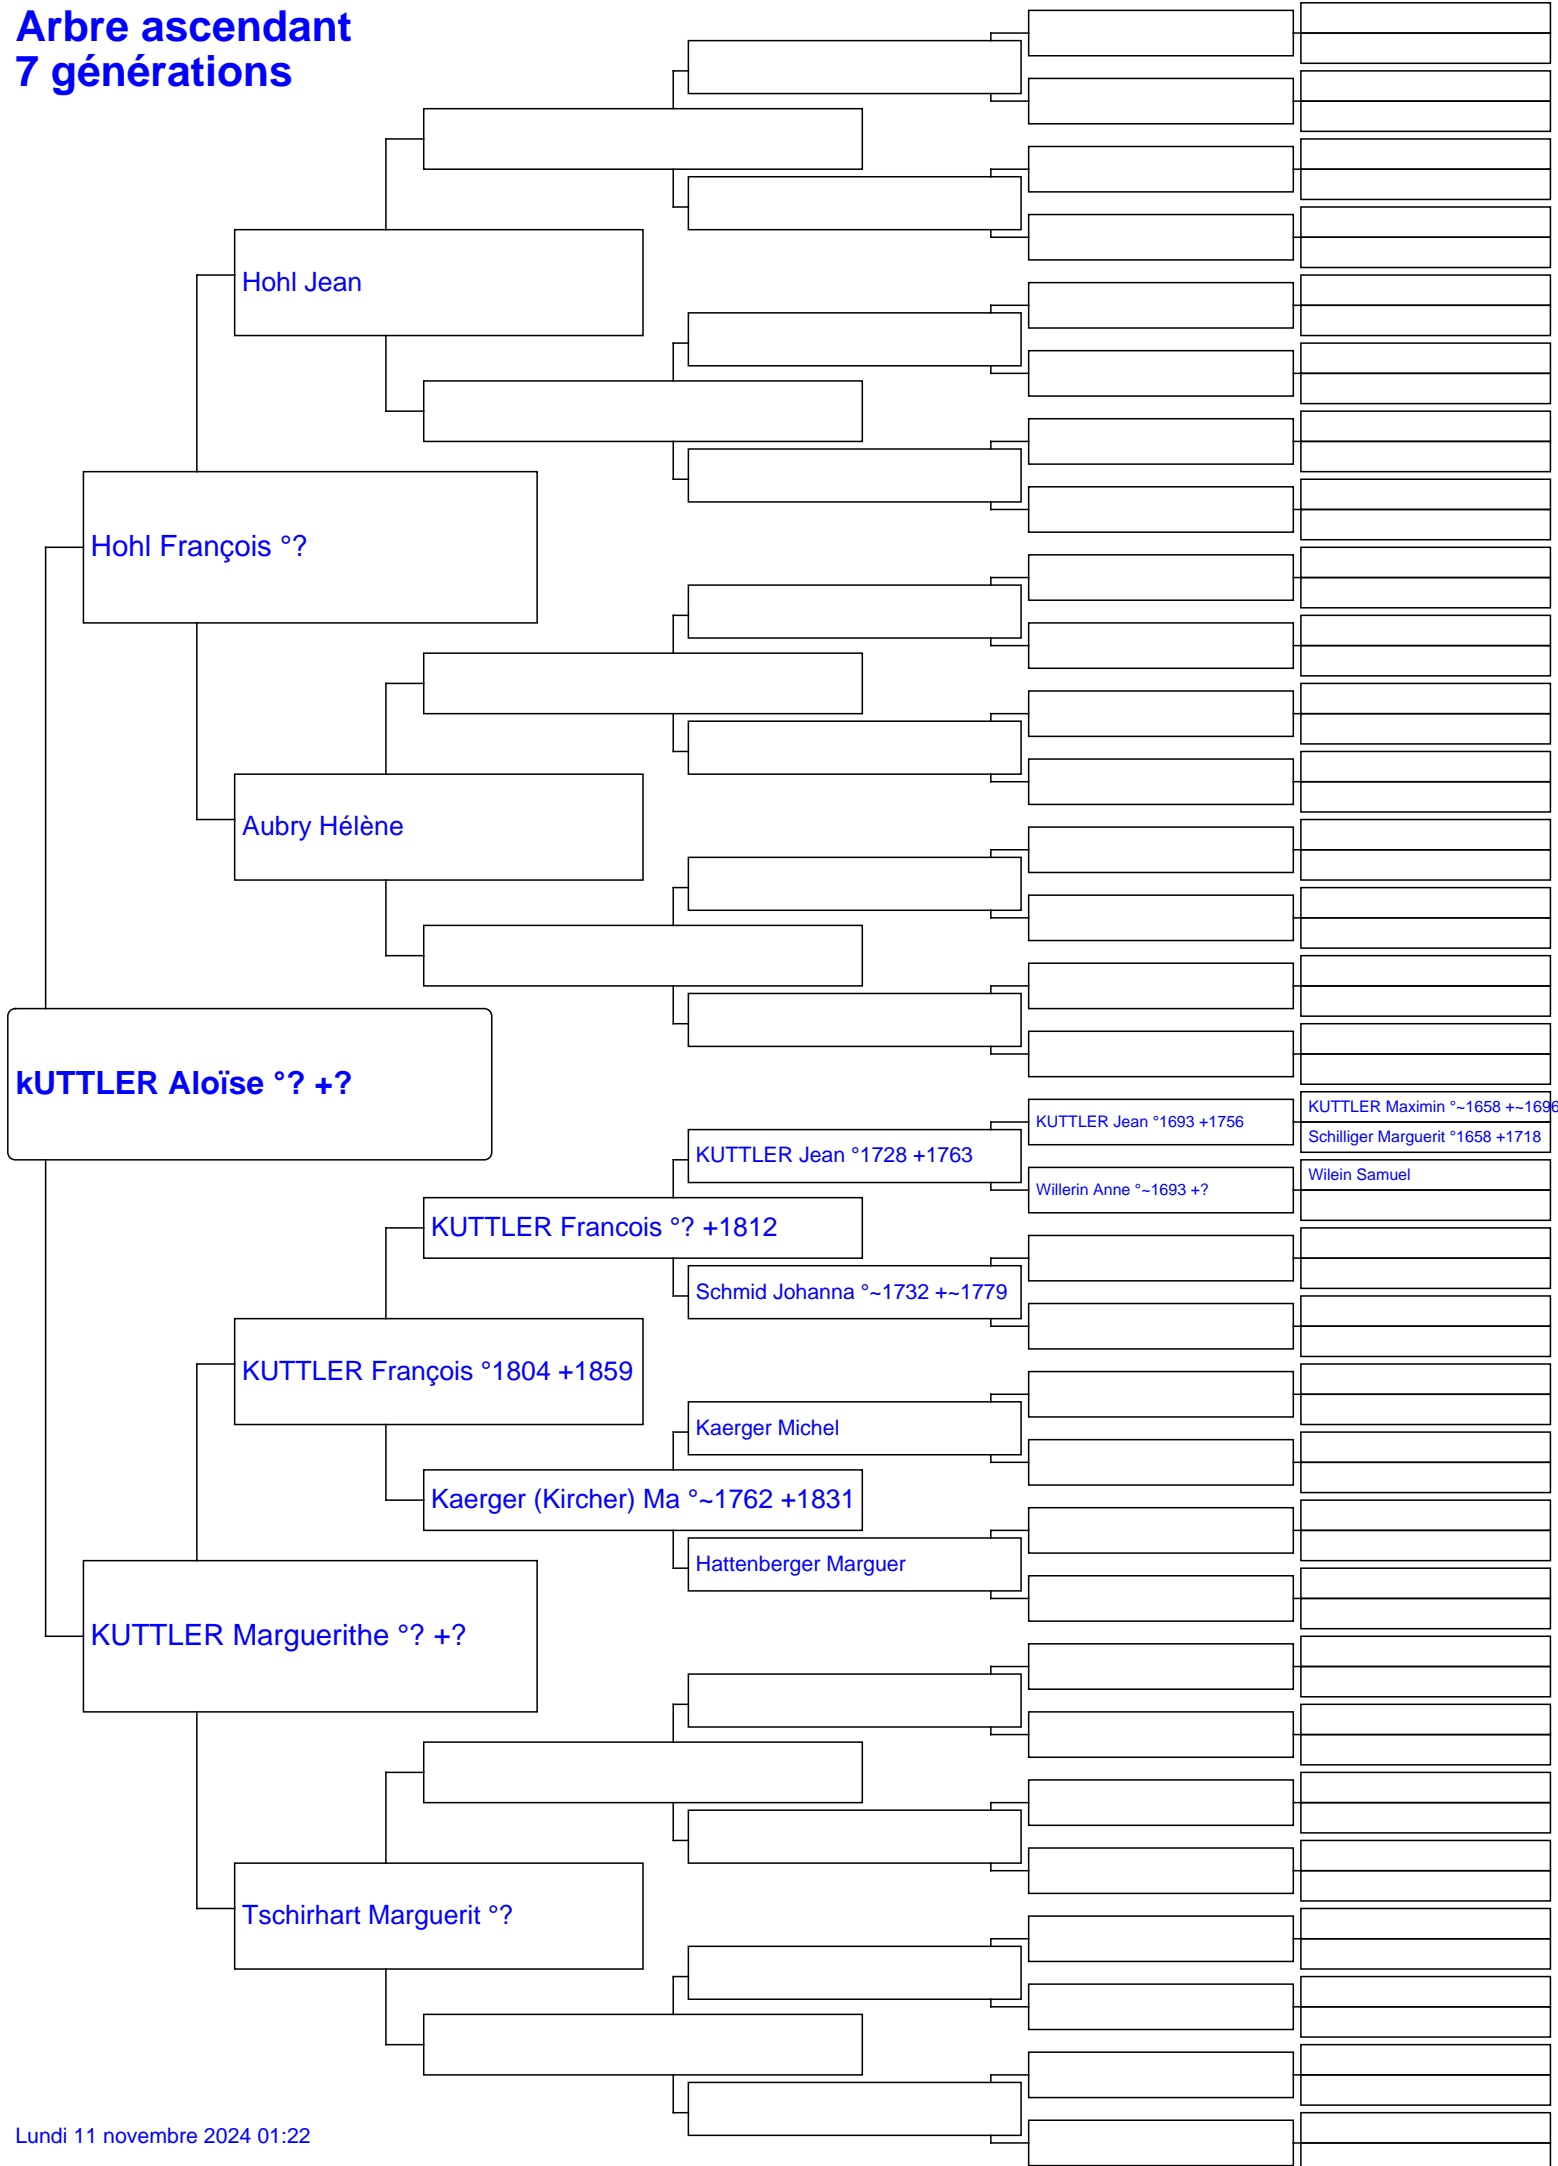 Arbre ascendant
7 générations
Hohl Jean
Hohl François °?
Aubry Hélène
kUTTLER Aloïse °? +?
KUTTLER Maximin °~1658 +~1696
KUTTLER Jean °1693 +1756
Schilliger Marguerit °1658 +1718
KUTTLER Jean °1728 +1763
Wilein Samuel
Willerin Anne °~1693 +?
KUTTLER Francois °? +1812
Schmid Johanna °~1732 +~1779
KUTTLER François °1804 +1859
Kaerger Michel
Kaerger (Kircher) Ma °~1762 +1831
Hattenberger Marguer
KUTTLER Marguerithe °? +?
Tschirhart Marguerit °?
Lundi 11 novembre 2024 01:22